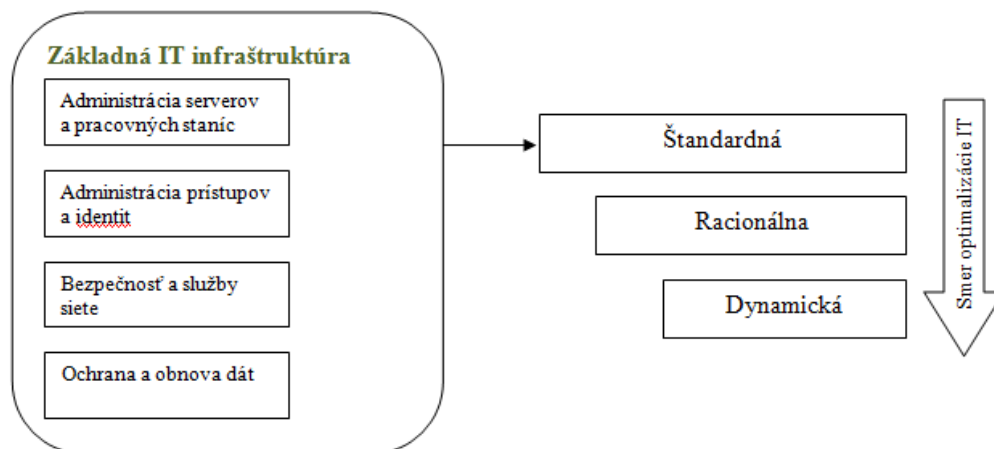 Základná IT infraštruktúra
Administrácia serverov
a pracovných staníc
Administrácia prístupov
a identit
Bezpečnosť a služby
siete
Ochrana a obnova dát
Štandardná
Racionálna
Dynamická
Smer optimalizácie IT